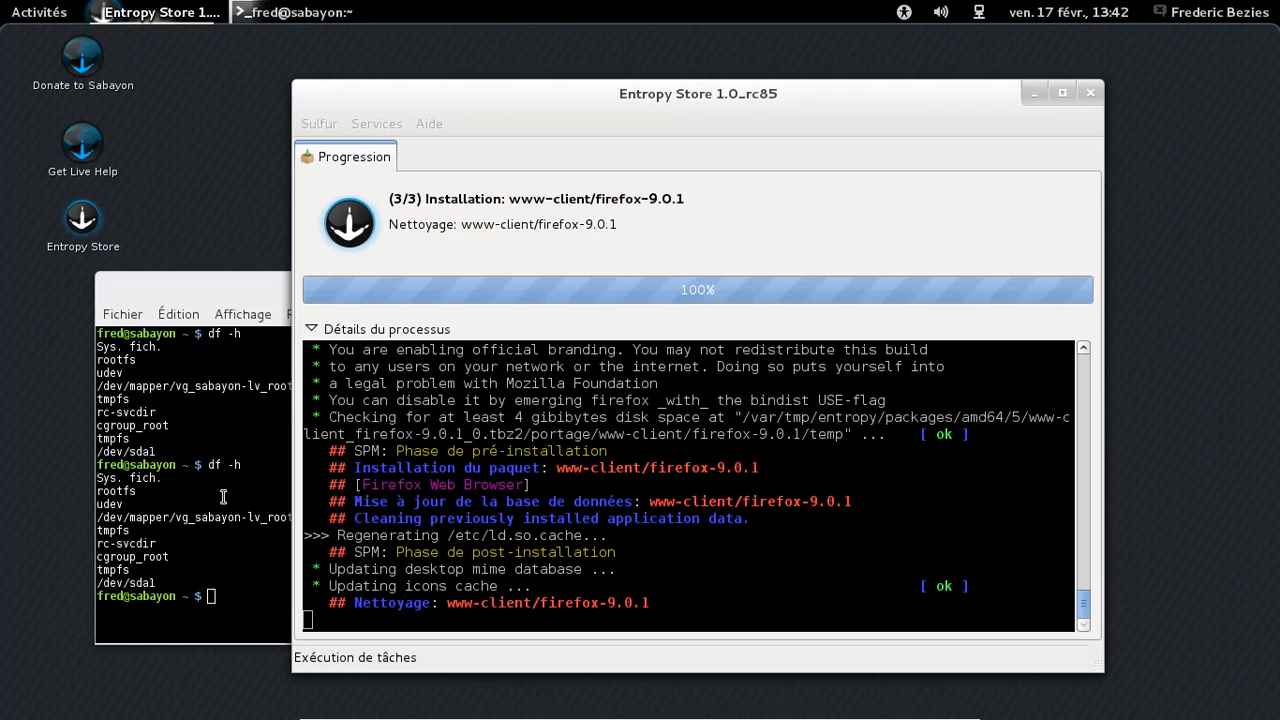 Activités
Entropy Store 1....
fred@sabayon:~
ven. 17 févr., 13:42
Frederic Bezies
Donate to Sabayon
Get Live Help
Entropy Store
Fichier Édition Affichage
fred@sabayon ~ $ df -h
Sys. fich.
rootfs
udev
/dev/mapper/vg_sabayon-lv_root
tmpfs
rc-svcdir
cgroup_root
tmpfs
/dev/sda1
fred@sabayon ~ $ df -h
Sys. fich.
rootfs
udev
/dev/mapper/vg_sabayon-lv_root
tmpfs
rc-svcdir
cgroup_root
tmpfs
/dev/sda1
fred@sabayon ~ $
Entropy Store 1.0_rc85
Sulfur Services Aide
Progression
(3/3) Installation: www-client/firefox-9.0.1
Nettoyage: www-client/firefox-9.0.1
100%
Détails du processus
* You are enabling official branding. You may not redistribute this build
* to any users on your network or the internet. Doing so puts yourself into
* a legal problem with Mozilla Foundation
* You can disable it by emerging firefox _with_ the bindist USE-flag
* Checking for at least 4 gibibytes disk space at "/var/tmp/entropy/packages/amd64/5/www-c
lient_firefox-9.0.1_0.tbz2/portage/www-client/firefox-9.0.1/temp" ... [ ok ]
## SPM: Phase de pré-installation
## Installation du paquet: www-client/firefox-9.0.1
## [Firefox Web Browser]
## Mise à jour de la base de données: www-client/firefox-9.0.1
## Cleaning previously installed application data.
>>> Regenerating /etc/ld.so.cache...
## SPM: Phase de post-installation
* Updating desktop mime database ...
* Updating icons cache ... [ ok ]
## Nettoyage: www-client/firefox-9.0.1
Exécution de tâches